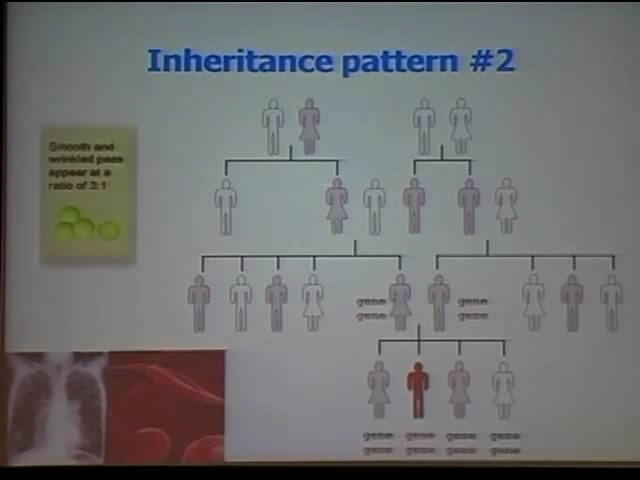 Inheritance pattern #2
Smooth and
wrinkled peas
appear at a
ratio of 3:1
gene gene
gene gene
gene gene gene gene
gene gene gene gene